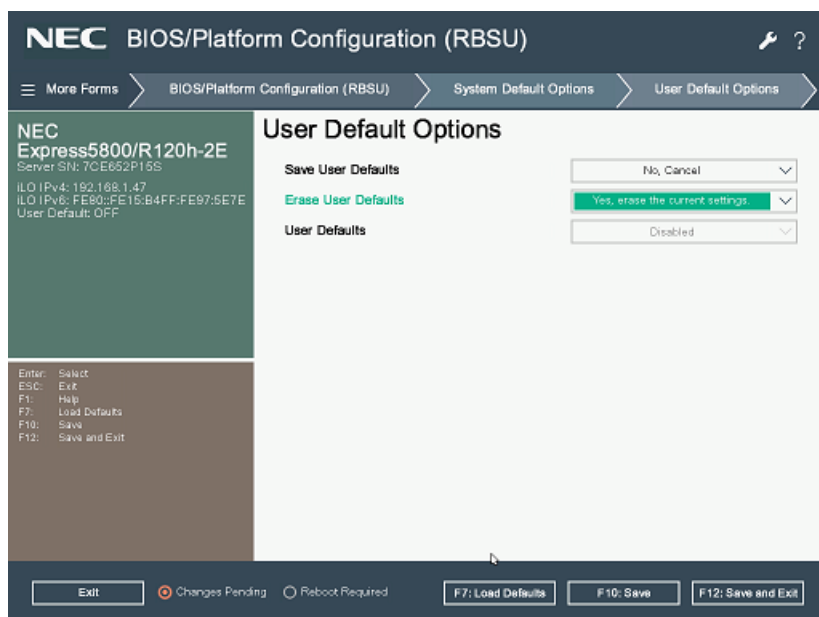 NEC BIOS/Platform Configuration (RBSU) ?
More Forms BIOS/Platform Configuration (RBSU) System Default Options User Default Options
NEC
Express5800/R120h-2E
Server SN: 7CE652P15S
iLO IPv4: 192.168.1.47
iLO IPv6: FE80::FE15:B4FF:FE97:5E7E
User Default: OFF
User Default Options
Save User Defaults No, Cancel
Erase User Defaults Yes, erase the current settings.
User Defaults Disabled
Enter: Select
ESC: Exit
F1: Help
F7: Load Defaults
F10: Save
F12: Save and Exit
Exit Changes Pending Reboot Required F7: Load Defaults F10: Save F12: Save and Exit